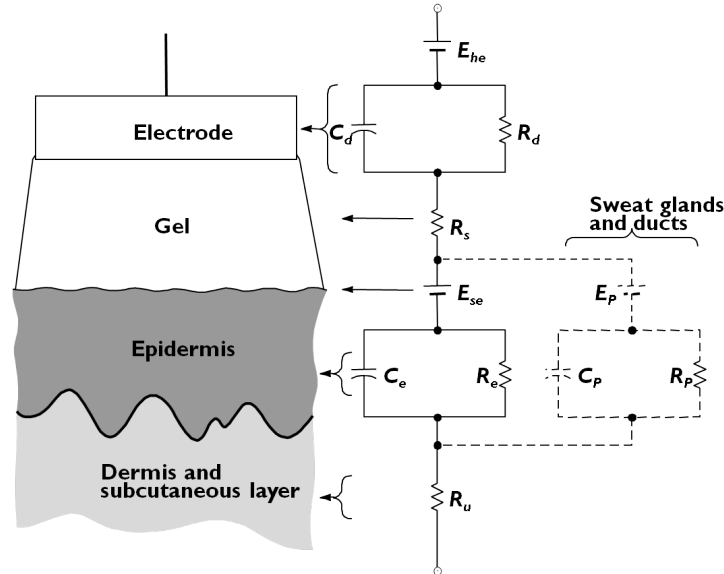 E_he
Electrode
C_d
R_d
Gel
R_s
Sweat glands
and ducts
E_se
E_P
Epidermis
C_e
R_e
C_P
R_P
Dermis and
subcutaneous layer
R_u